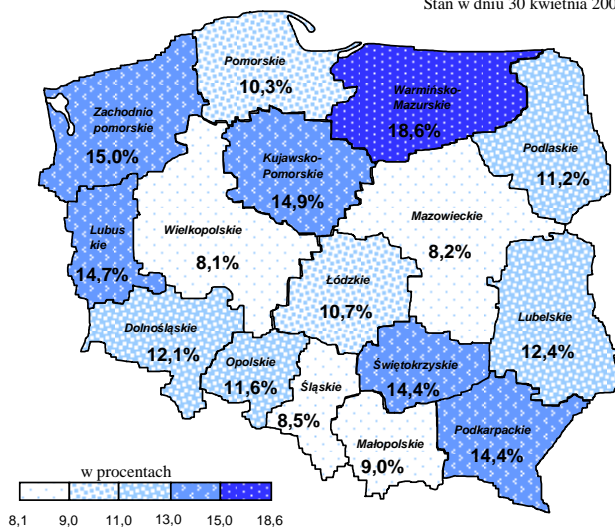 Stan w dniu 30 kwietnia 200
Pomorskie
10,3%
Warmińsko-
Mazurskie
18,6%
Zachodnio
pomorskie
15,0%
Podlaskie
11,2%
Kujawsko-
Pomorskie
14,9%
Mazowieckie
8,2%
Lubus
kie
14,7%
Wielkopolskie
8,1%
Łódzkie
10,7%
Lubelskie
12,4%
Dolnośląskie
12,1%
Opolskie
11,6%
Śląskie
8,5%
Świętokrzyskie
14,4%
Małopolskie
9,0%
Podkarpackie
14,4%
w procentach
8,1 9,0 11,0 13,0 15,0 18,6